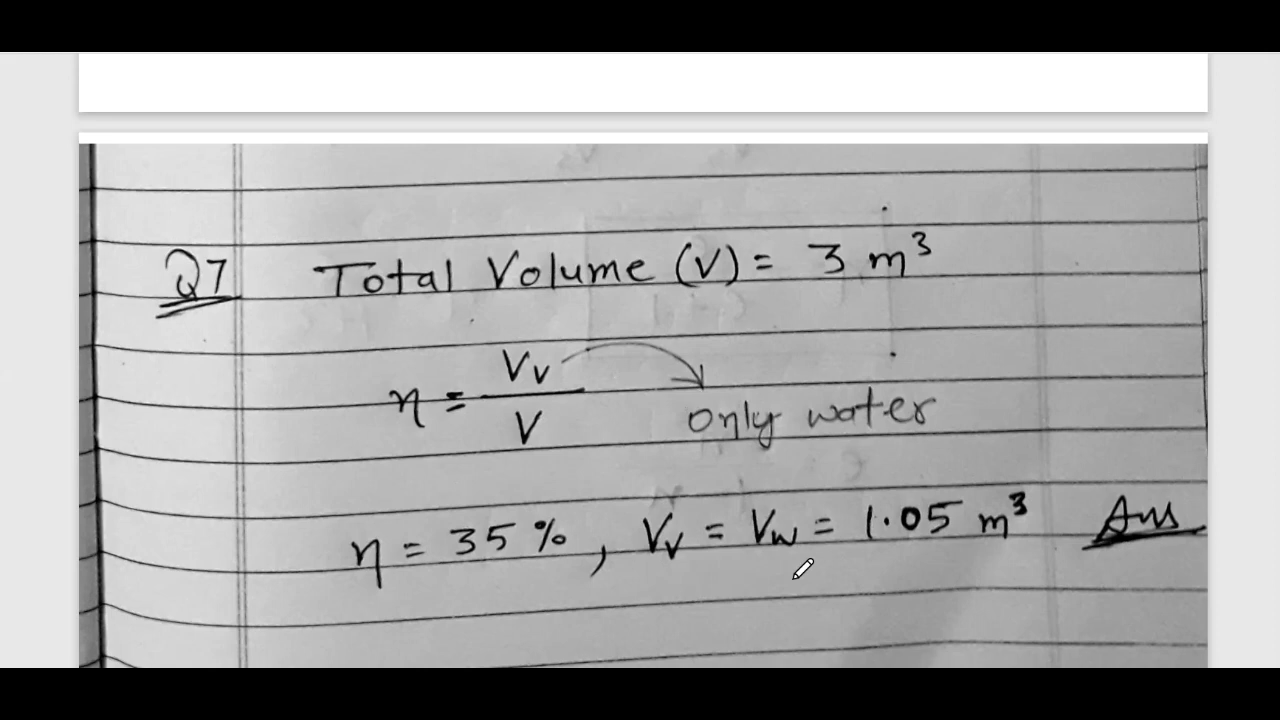 Q7 Total Volume (V) = 3 m³
η = Vv / V
only water
η = 35 %, Vv = Vw = 1.05 m³ Ans